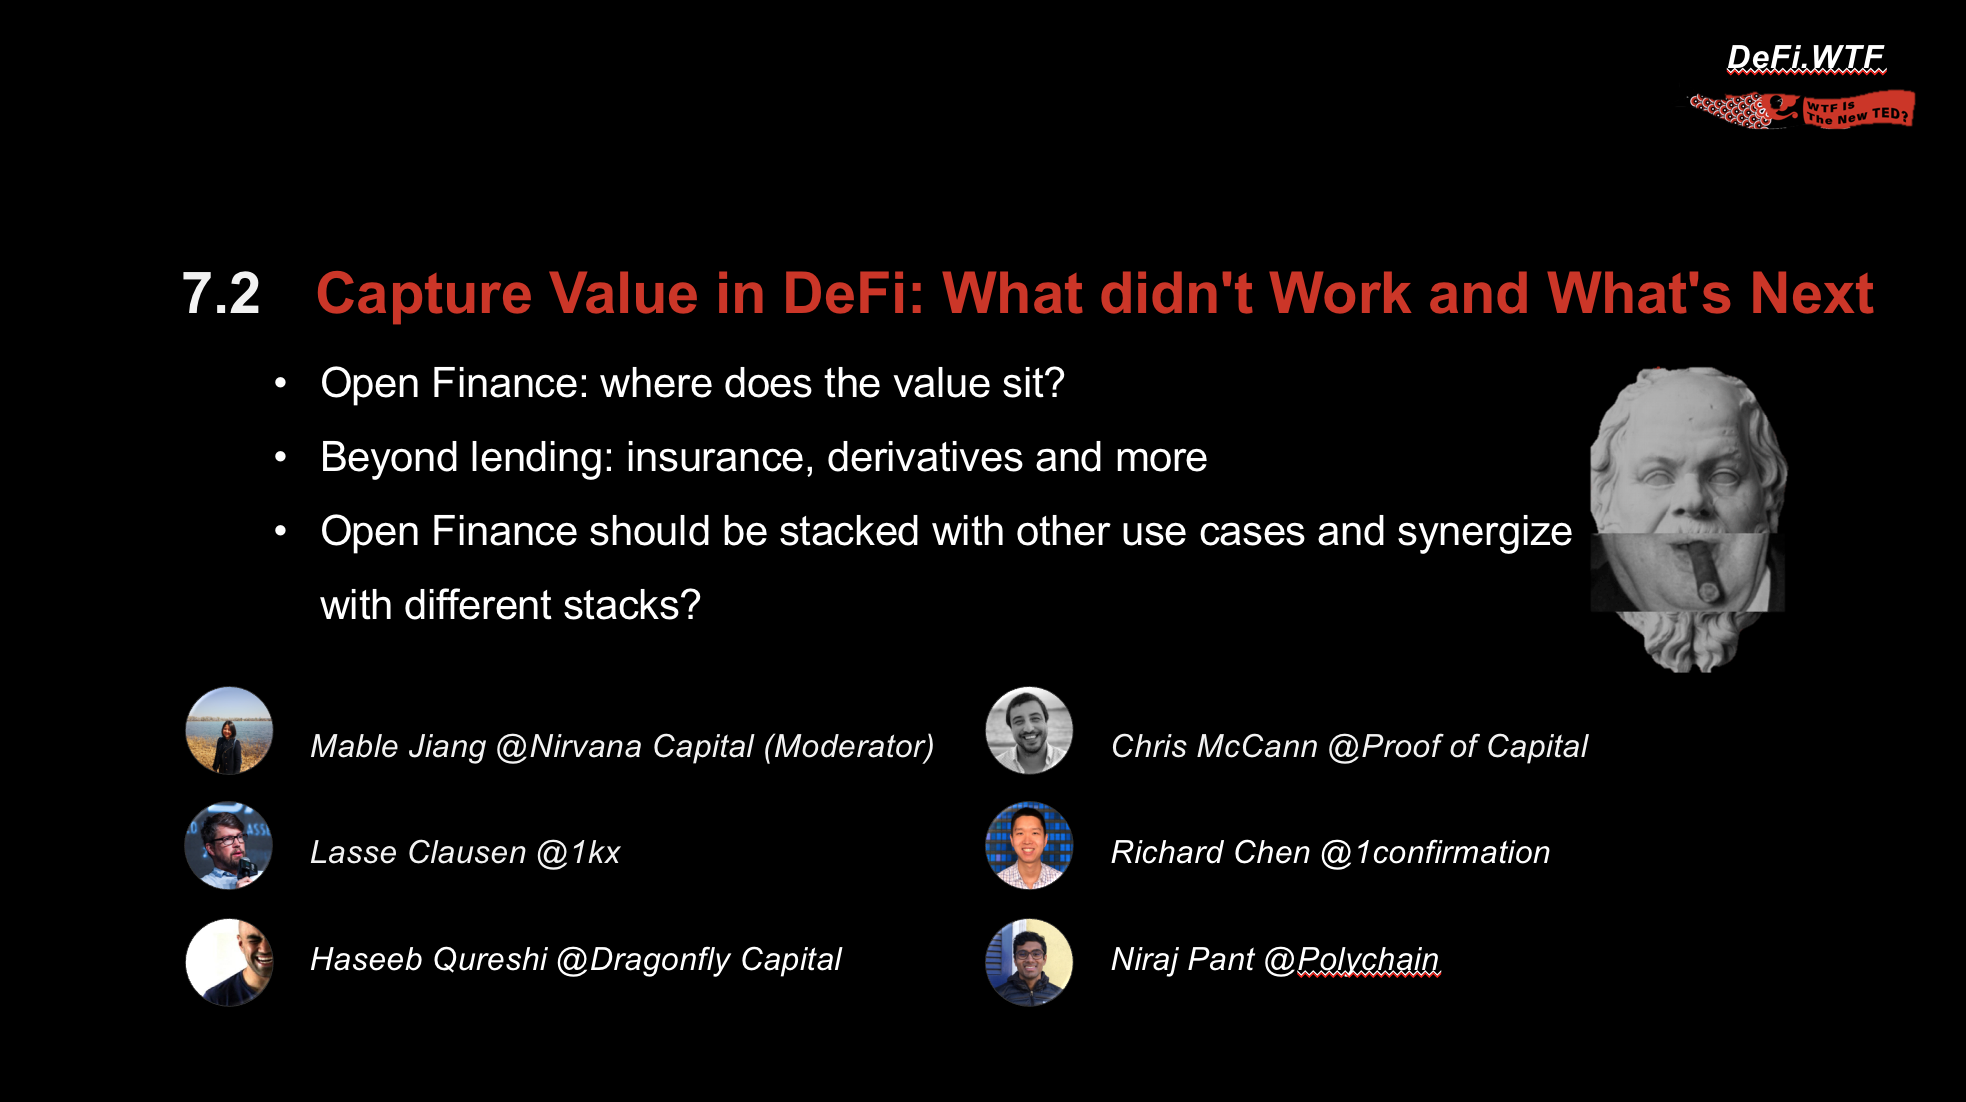 DeFi.WTF
WTF Is
The New TED?
7.2 Capture Value in DeFi: What didn't Work and What's Next
• Open Finance: where does the value sit?
• Beyond lending: insurance, derivatives and more
• Open Finance should be stacked with other use cases and synergize
with different stacks?
Mable Jiang @Nirvana Capital (Moderator)
Chris McCann @Proof of Capital
Lasse Clausen @1kx
Richard Chen @1confirmation
Haseeb Qureshi @Dragonfly Capital
Niraj Pant @Polychain